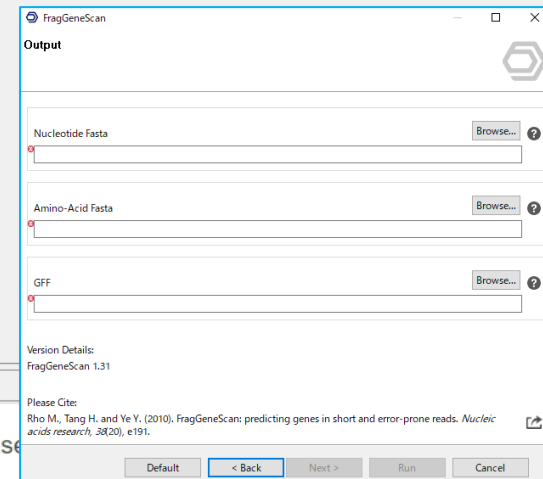 FragGeneScan
Output
Nucleotide Fasta
Browse...
Amino-Acid Fasta
Browse...
GFF
Browse...
Version Details:
FragGeneScan 1.31
Please Cite:
Rho M., Tang H. and Ye Y. (2010). FragGeneScan: predicting genes in short and error-prone reads. Nucleic
acids research, 38(20), e191.
Default < Back Next > Run Cancel